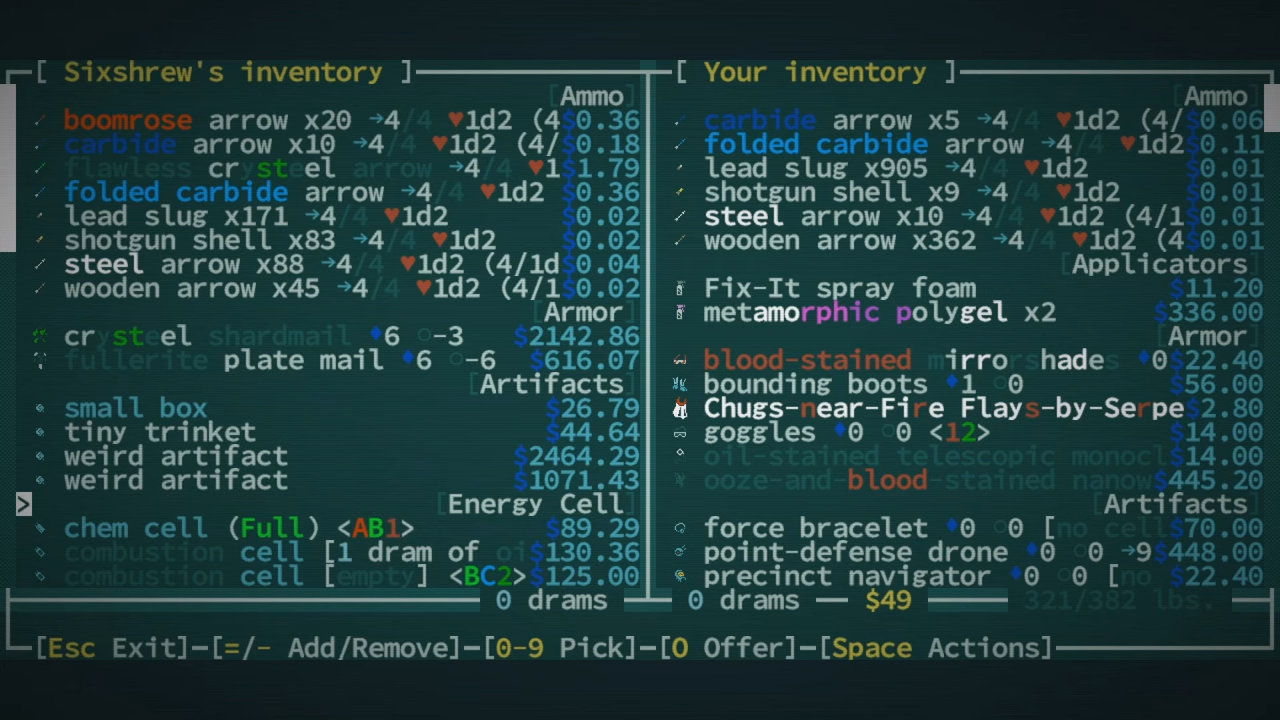 [ Sixshrew's inventory ]
[Ammo]
boomrose arrow x20 →4/4 ♥1d2 (4 $0.36
carbide arrow x10 →4/4 ♥1d2 (4/ $0.18
flawless crysteel arrow →4/4 ♥1 $1.79
folded carbide arrow →4/4 ♥1d2 $0.36
lead slug x171 →4/4 ♥1d2 $0.02
shotgun shell x83 →4/4 ♥1d2 $0.02
steel arrow x88 →4/4 ♥1d2 (4/1d $0.04
wooden arrow x45 →4/4 ♥1d2 (4/1 $0.02
[Armor]
crysteel shardmail ♦6 ○-3 $2142.86
fullerite plate mail ♦6 ○-6 $616.07
[Artifacts]
small box $26.79
tiny trinket $44.64
weird artifact $2464.29
weird artifact $1071.43
> [Energy Cell]
chem cell (Full) <AB1> $89.29
combustion cell [1 dram of oi $130.36
combustion cell [empty] <BC2> $125.00
0 drams
[ Your inventory ]
[Ammo]
carbide arrow x5 →4/4 ♥1d2 (4/ $0.06
folded carbide arrow →4/4 ♥1d2 $0.11
lead slug x905 →4/4 ♥1d2 $0.01
shotgun shell x9 →4/4 ♥1d2 $0.01
steel arrow x10 →4/4 ♥1d2 (4/1 $0.01
wooden arrow x362 →4/4 ♥1d2 (4 $0.01
[Applicators]
Fix-It spray foam $11.20
metamorphic polygel x2 $336.00
[Armor]
blood-stained mirrorshades ♦0 $22.40
bounding boots ♦1 ○0 $56.00
Chugs-near-Fire Flays-by-Serpe $2.80
goggles ♦0 ○0 <12> $14.00
oil-stained telescopic monocl $14.00
ooze-and-blood-stained nanow $445.20
[Artifacts]
force bracelet ♦0 ○0 [no cell $70.00
point-defense drone ♦0 ○0 →9 $448.00
precinct navigator ♦0 ○0 [no $22.40
0 drams — $49 321/382 lbs.
[Esc Exit]-[=/- Add/Remove]-[0-9 Pick]-[O Offer]-[Space Actions]